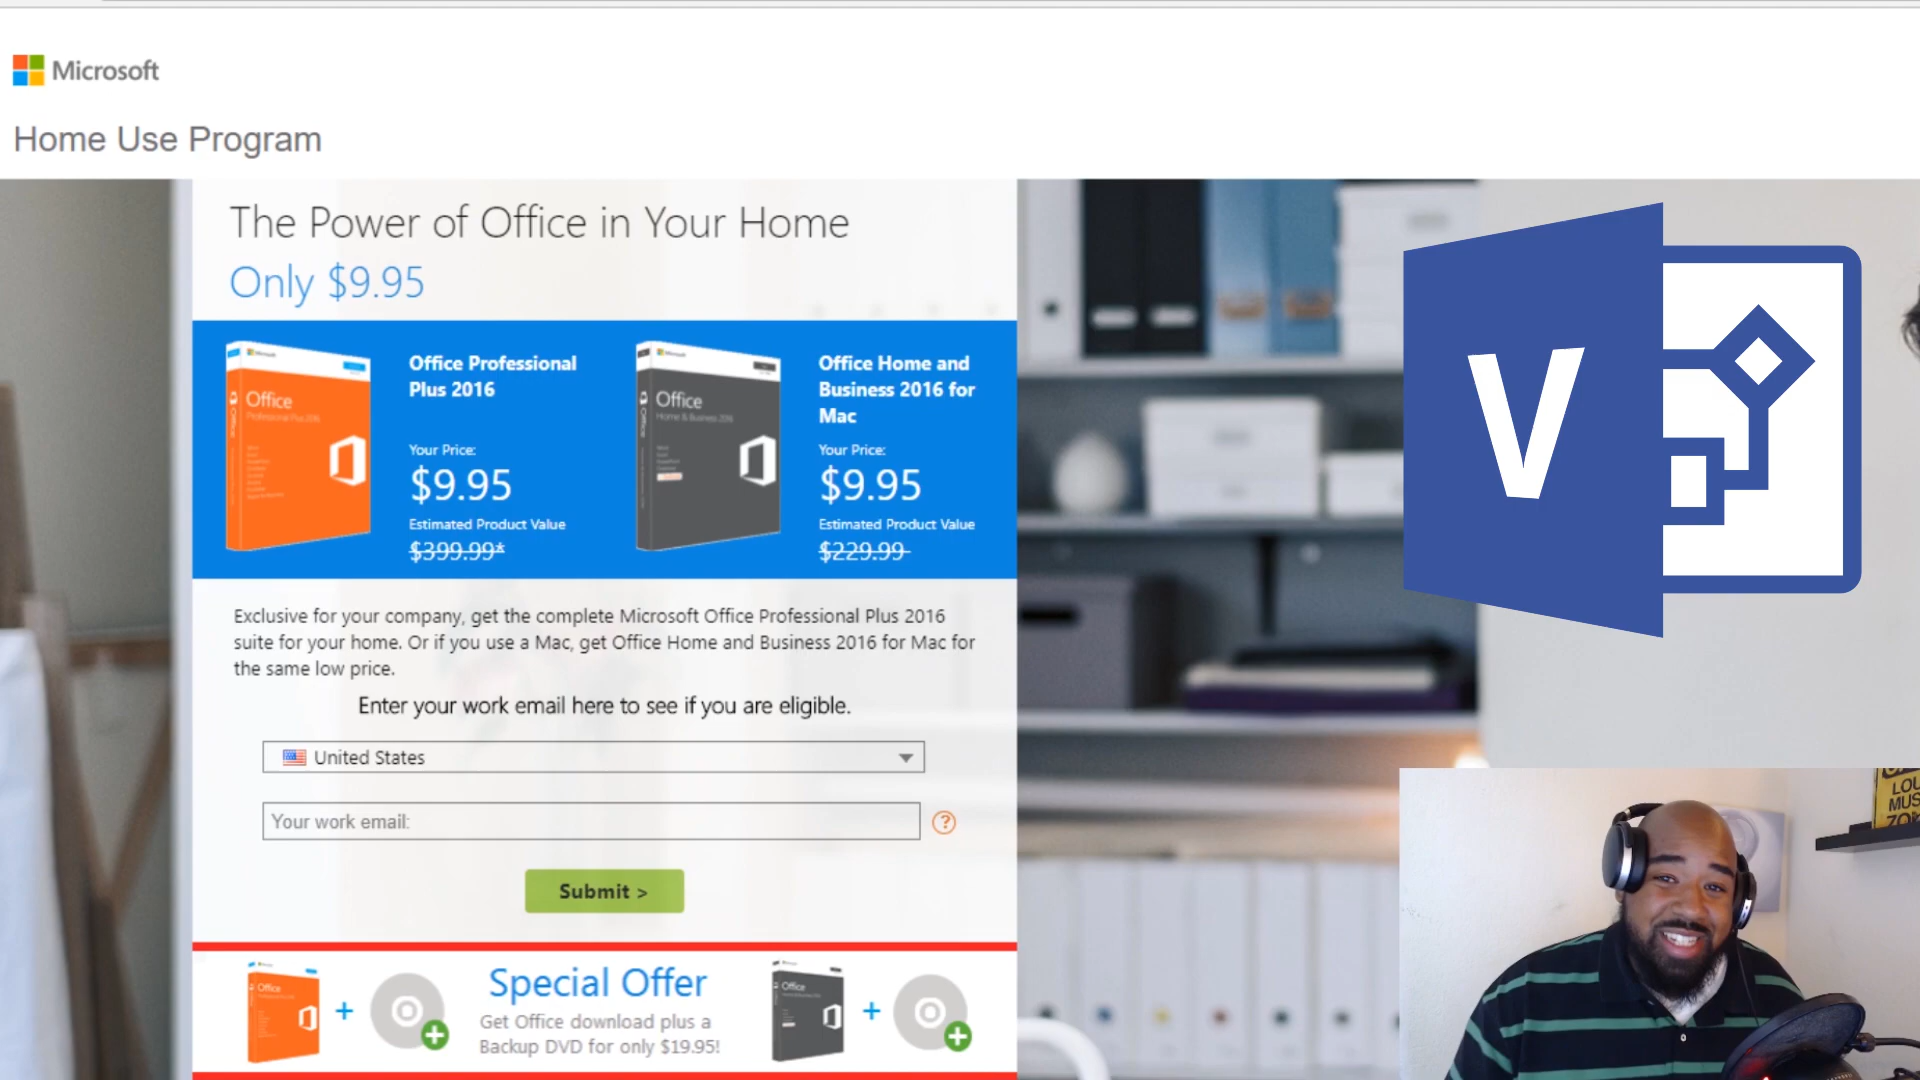 Microsoft
Home Use Program
The Power of Office in Your Home
Only $9.95
Office
Office Professional
Plus 2016
Your Price:
$9.95
Estimated Product Value
$399.99*
Office
Office Home and
Business 2016 for
Mac
Your Price:
$9.95
Estimated Product Value
$229.99
Exclusive for your company, get the complete Microsoft Office Professional Plus 2016
suite for your home. Or if you use a Mac, get Office Home and Business 2016 for Mac for
the same low price.
Enter your work email here to see if you are eligible.
United States
Your work email:
?
Submit >
Office
+
Special Offer
Get Office download plus a
Backup DVD for only $19.95!
Office
+
V
LOU
MUS